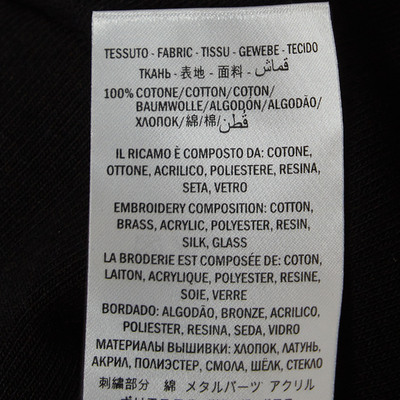 TESSUTO - FABRIC - TISSU - GEWEBE - TECIDO
ТКАНЬ - 表地 - 面料 - قماش
100% COTONE/COTTON/COTON/
BAUMWOLLE/ALGODÓN/ALGODÃO/
ХЛОПОК/綿/棉/قُطن
IL RICAMO È COMPOSTO DA: COTONE,
OTTONE, ACRILICO, POLIESTERE, RESINA,
SETA, VETRO
EMBROIDERY COMPOSITION: COTTON,
BRASS, ACRYLIC, POLYESTER, RESIN,
SILK, GLASS
LA BRODERIE EST COMPOSÉE DE: COTON,
LAITON, ACRYLIQUE, POLYESTER, RESINE,
SOIE, VERRE
BORDADO: ALGODÃO, BRONZE, ACRILICO,
POLIESTER, RESINA, SEDA, VIDRO
МАТЕРИАЛЫ ВЫШИВКИ: ХЛОПОК, ЛАТУНЬ,
АКРИЛ, ПОЛИЭСТЕР, СМОЛА, ШЁЛК, СТЕКЛО
刺繍部分 綿 メタルパーツ アクリル